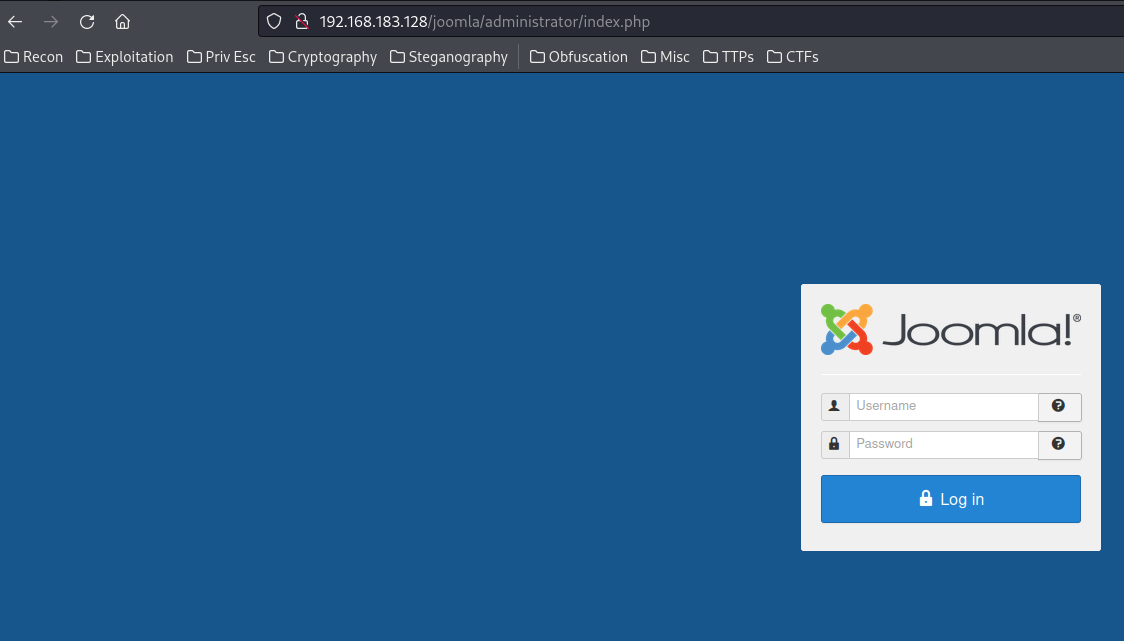 192.168.183.128/joomla/administrator/index.php
Recon Exploitation Priv Esc Cryptography Steganography Obfuscation Misc TTPs CTFs
Joomla!®
Username
Password
Log in